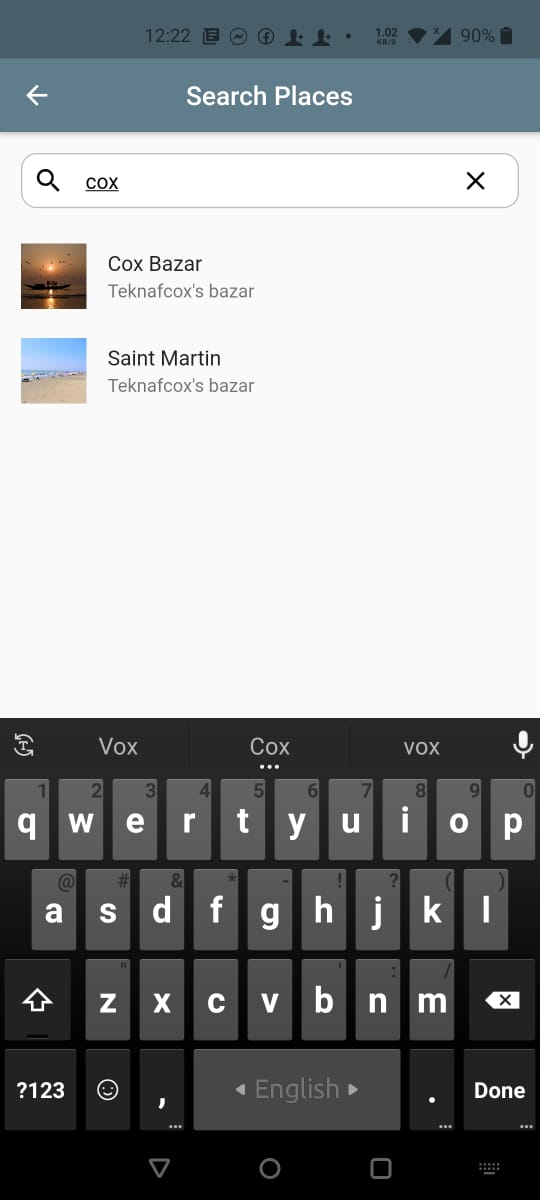 12:22 1.02 KB/S 90%
Search Places
cox
Cox Bazar
Teknafcox's bazar
Saint Martin
Teknafcox's bazar
Vox Cox vox
1 2 3 4 5 6 7 8 9 0
q w e r t y u i o p
@ # & * - ! ? ( )
a s d f g h j k l
" ' : /
z x c v b n m
?123 , English . Done